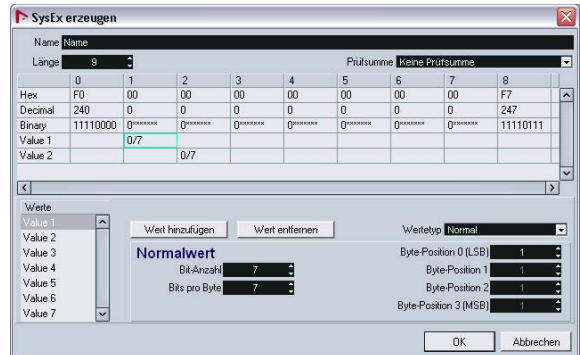 SysEx erzeugen
Name Name
Länge 9 Prüfsumme Keine Prüfsumme
0 1 2 3 4 5 6 7 8
Hex F0 00 00 00 00 00 00 00 F7
Decimal 240 0 0 0 0 0 0 0 247
Binary 11110000 0******* 0******* 0******* 0******* 0******* 0******* 0******* 11110111
Value 1 0/7
Value 2 0/7
Werte
Value 1 Wert hinzufügen Wert entfernen Wertetyp Normal
Value 2
Value 3 Normalwert Byte-Position 0 (LSB) 1
Value 4 Bit-Anzahl 7 Byte-Position 1 1
Value 5 Bits pro Byte 7 Byte-Position 2 1
Value 6 Byte-Position 3 (MSB) 1
Value 7
OK Abbrechen